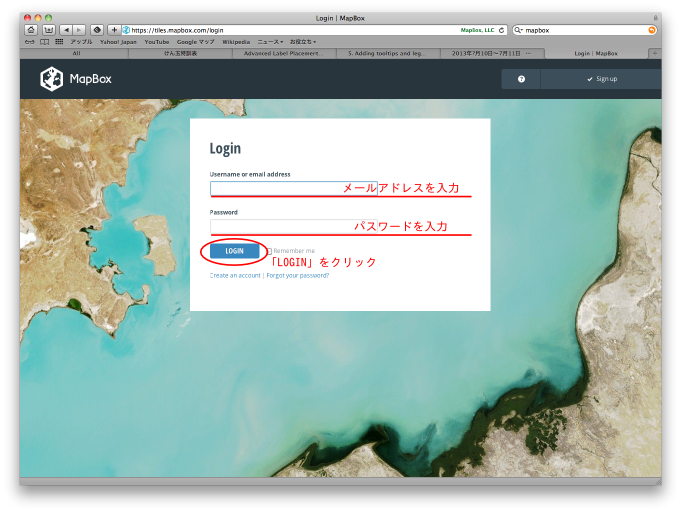 Login | MapBox
https://tiles.mapbox.com/login
MapBox, LLC
mapbox
アップル Yahoo! Japan YouTube Google マップ Wikipedia ニュース お役立ち
All
けん玉特訓表
Advanced Label Placement...
5. Adding tooltips and leg...
2013年7月10日〜7月11日 ...
Login | MapBox
MapBox
Sign up
Login
Username or email address
メールアドレスを入力
Password
パスワードを入力
LOGIN
Remember me
「LOGIN」をクリック
Create an account | Forgot your password?